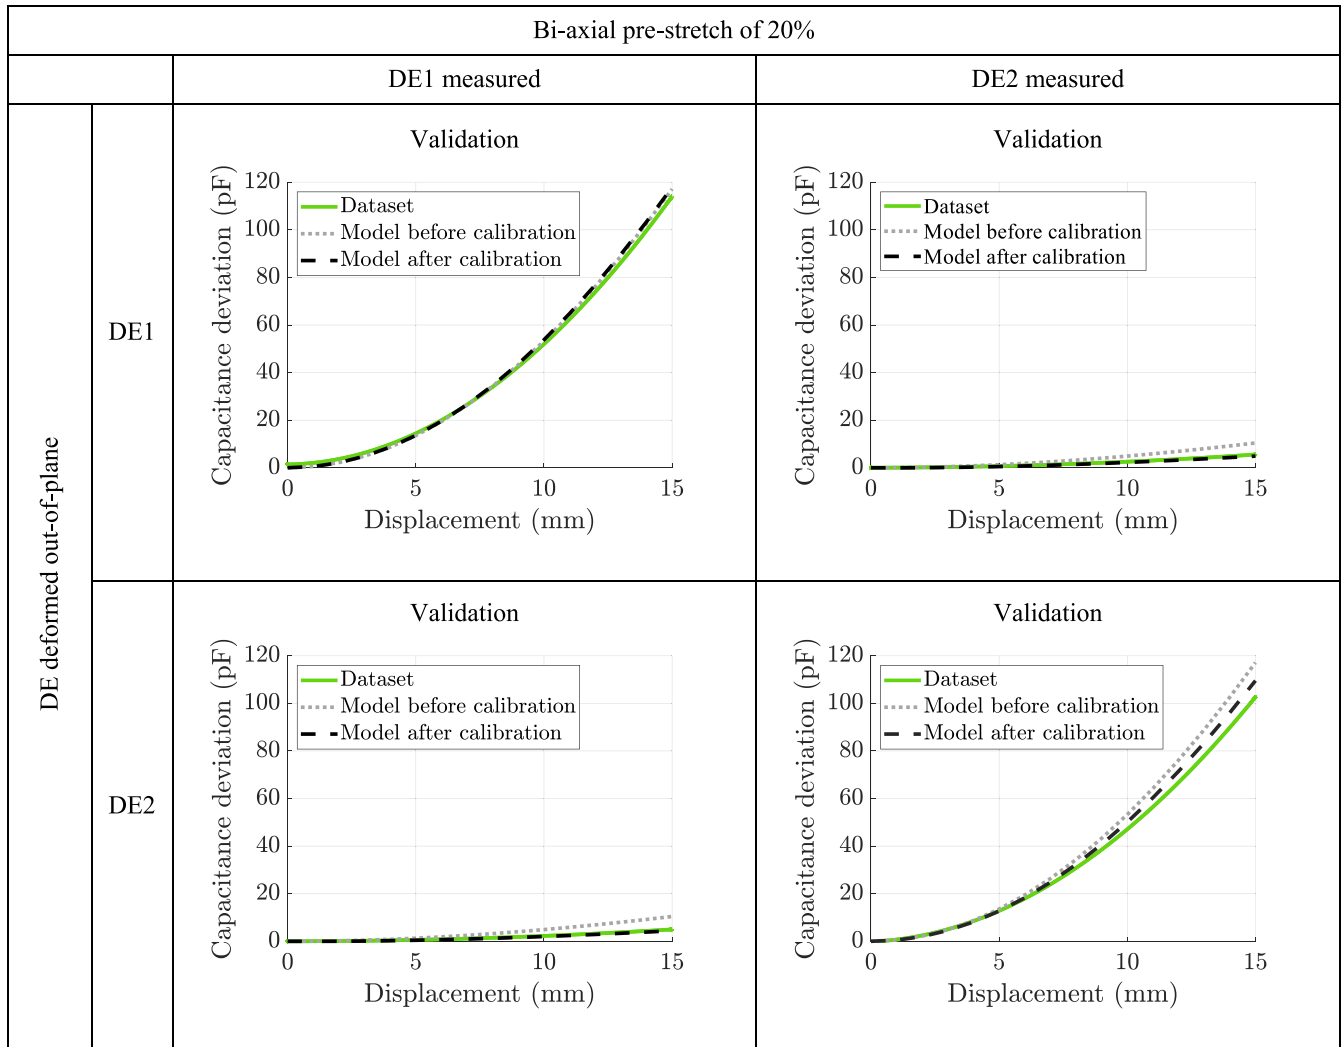 Bi-axial pre-stretch of 20%
DE1 measured
DE2 measured
DE deformed out-of-plane
DE1
Validation
Capacitance deviation (pF)
120
100
80
60
40
20
0
Dataset
Model before calibration
Model after calibration
0 5 10 15
Displacement (mm)
Validation
Capacitance deviation (pF)
120
100
80
60
40
20
0
Dataset
Model before calibration
Model after calibration
0 5 10 15
Displacement (mm)
DE2
Validation
Capacitance deviation (pF)
120
100
80
60
40
20
0
Dataset
Model before calibration
Model after calibration
0 5 10 15
Displacement (mm)
Validation
Capacitance deviation (pF)
120
100
80
60
40
20
0
Dataset
Model before calibration
Model after calibration
0 5 10 15
Displacement (mm)